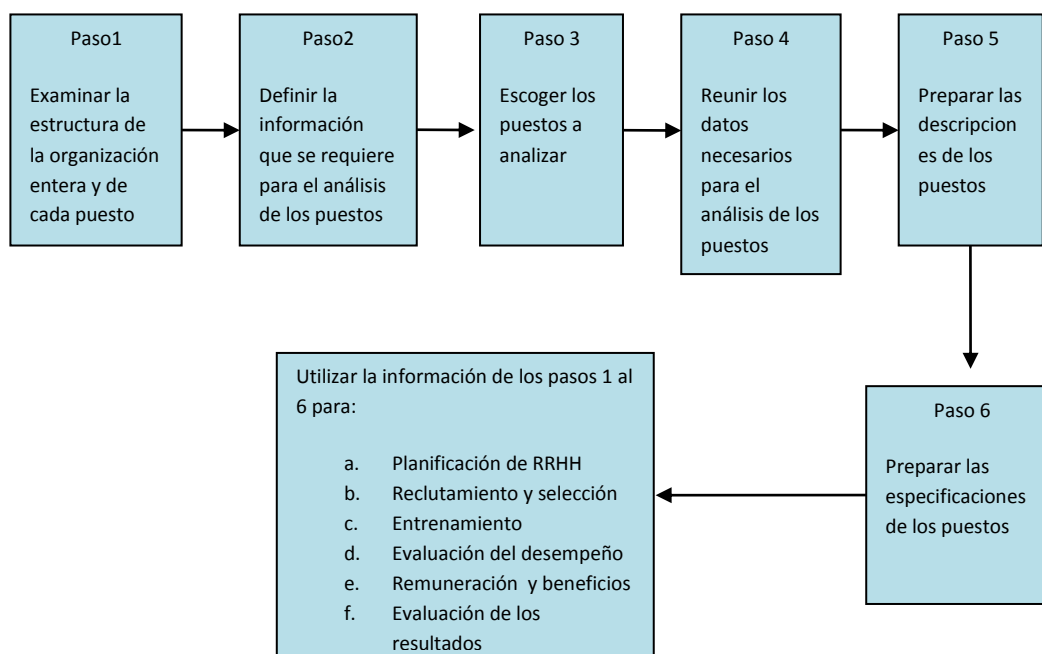 Paso1
Examinar la
estructura de
la organización
entera y de
cada puesto
Paso2
Definir la
información
que se requiere
para el análisis
de los puestos
Paso 3
Escoger los
puestos a
analizar
Paso 4
Reunir los
datos
necesarios
para el
análisis de los
puestos
Paso 5
Preparar las
descripcion
es de los
puestos
Paso 6
Preparar las
especificaciones
de los puestos
Utilizar la información de los pasos 1 al
6 para:
a. Planificación de RRHH
b. Reclutamiento y selección
c. Entrenamiento
d. Evaluación del desempeño
e. Remuneración y beneficios
f. Evaluación de los
resultados